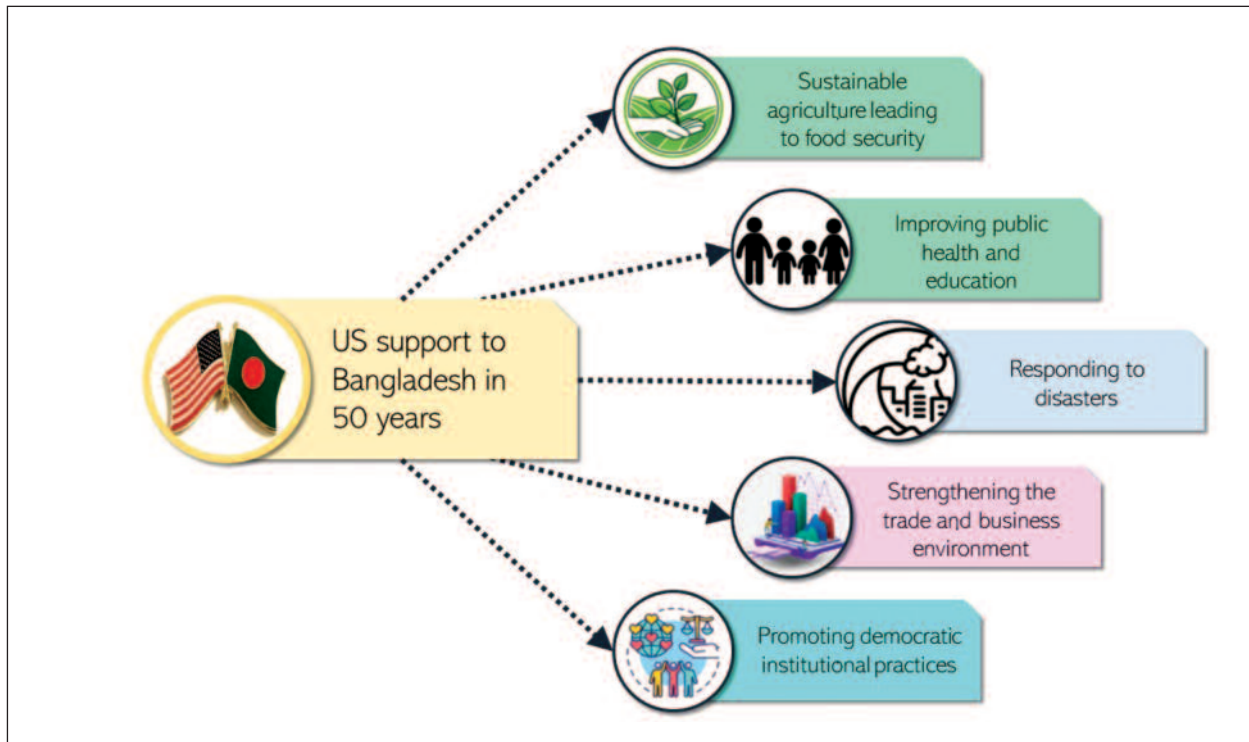 Sustainable
agriculture leading
to food security
Improving public
health and
education
US support to
Bangladesh in
50 years
Responding to
disasters
Strengthening the
trade and business
environment
Promoting democratic
institutional practices